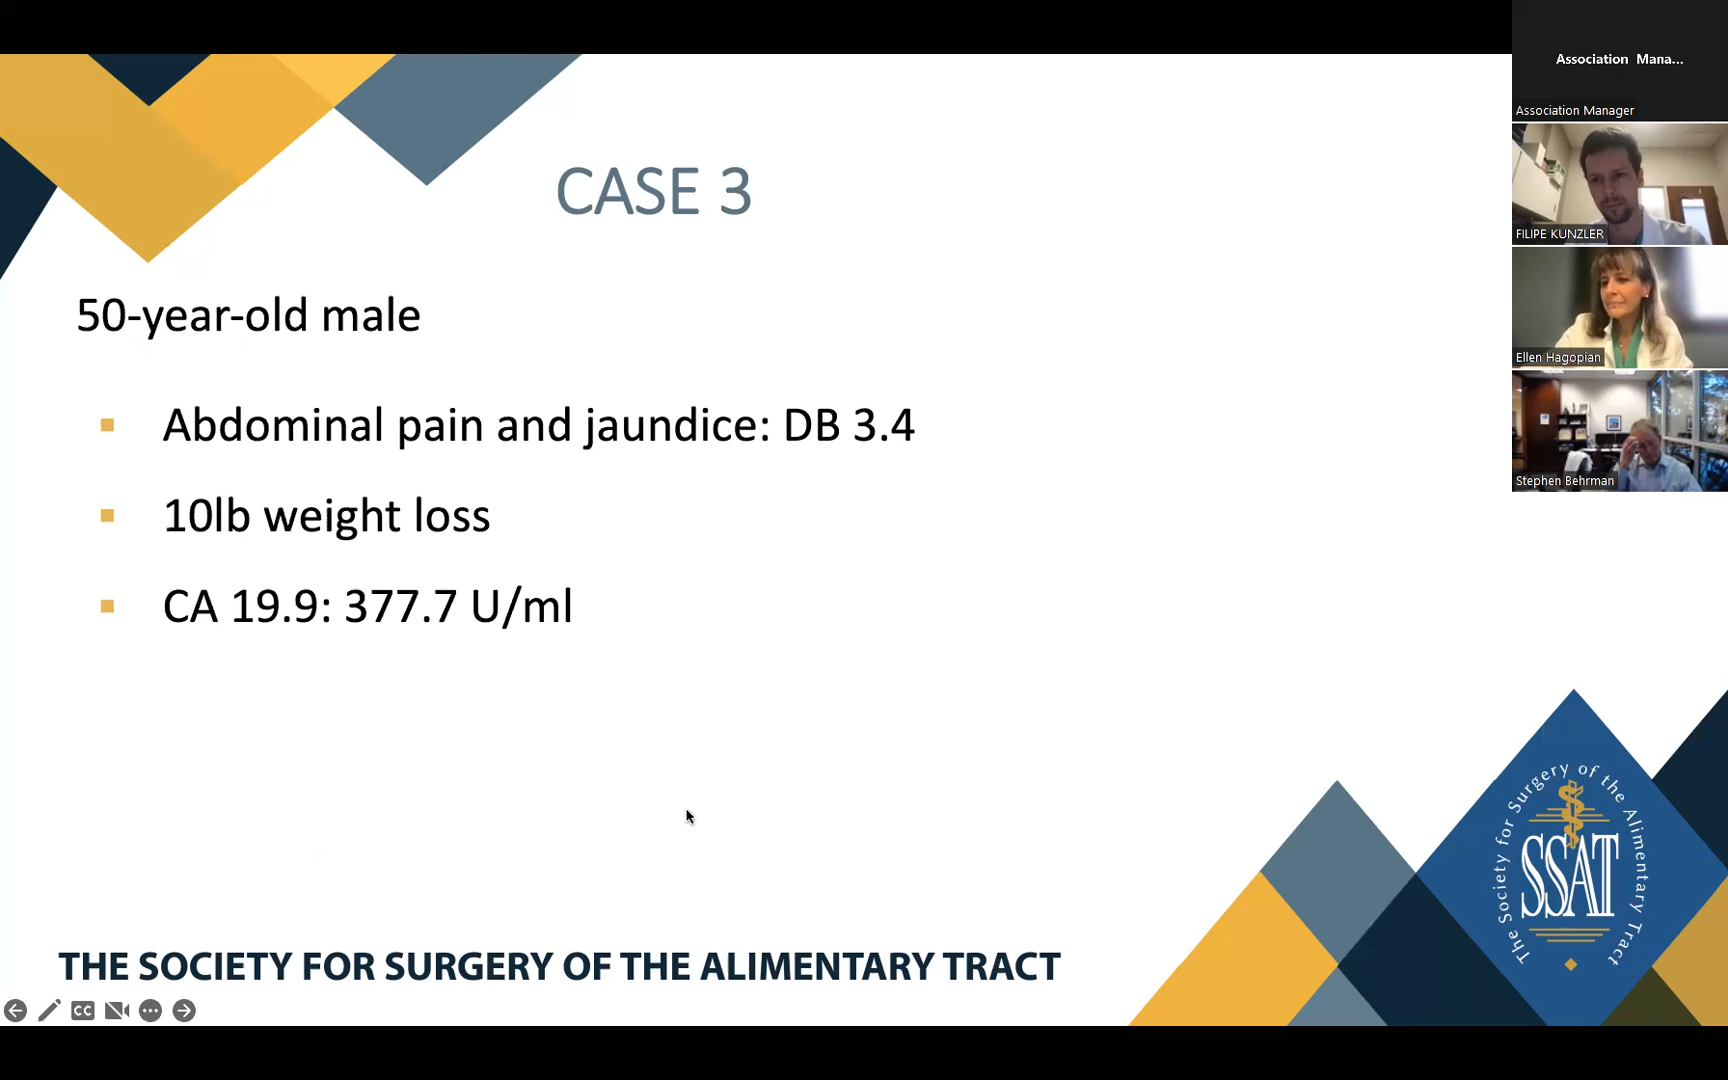 CASE 3
50-year-old male
Abdominal pain and jaundice: DB 3.4
10lb weight loss
CA 19.9: 377.7 U/ml
THE SOCIETY FOR SURGERY OF THE ALIMENTARY TRACT
The Society for Surgery of the Alimentary Tract
SSAT
CC
Association Mana...
Association Manager
FILIPE KUNZLER
Ellen Hagopian
Stephen Behrman